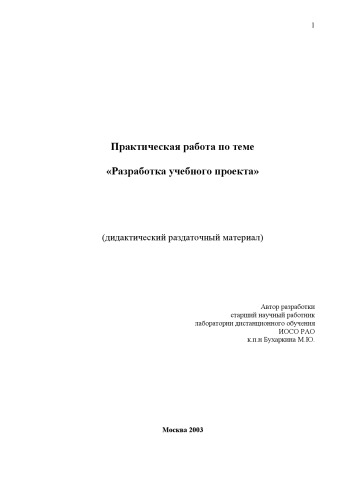 1
Практическая работа по теме
«Разработка учебного проекта»
(дидактический раздаточный материал)
Автор разработки
старший научный работник
лаборатории дистанционного обучения
ИОСО РАО
к.п.н Бухаркина М.Ю.
Москва 2003